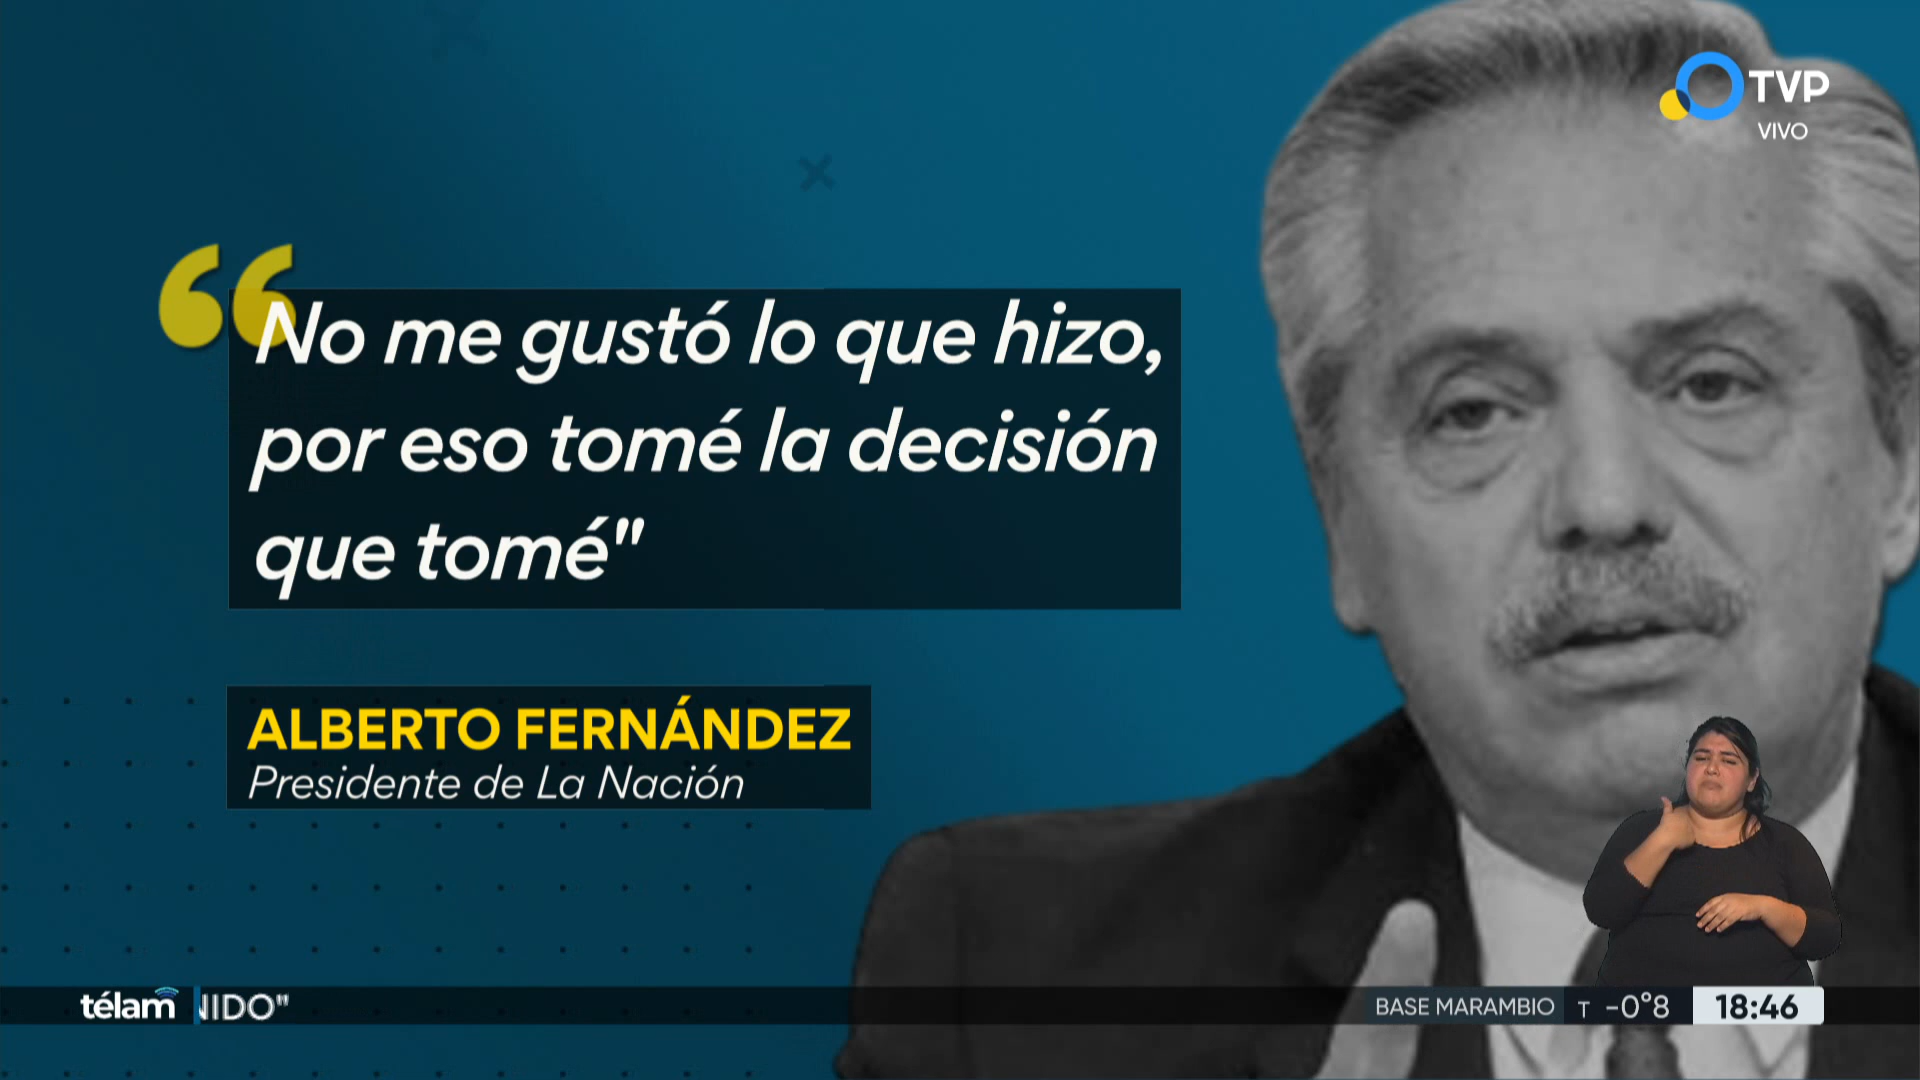 TVP
VIVO
No me gustó lo que hizo,
por eso tomé la decisión
que tomé"
ALBERTO FERNÁNDEZ
Presidente de La Nación
télam NIDO"
BASE MARAMBIO T -0°8 18:46